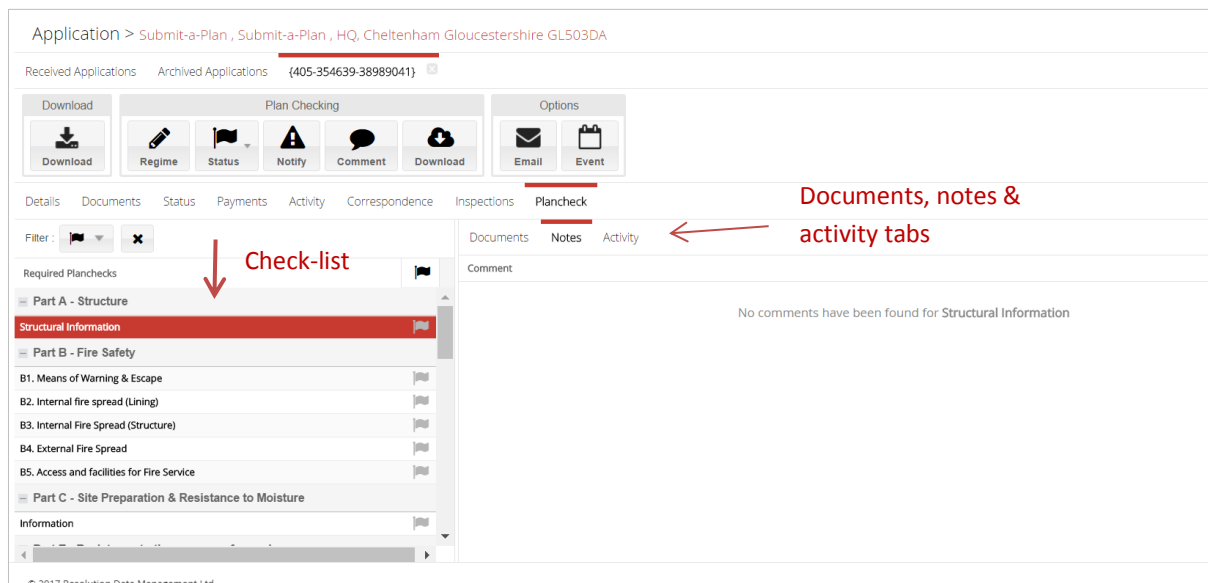 Application > Submit-a-Plan , Submit-a-Plan , HQ, Cheltenham Gloucestershire GL503DA
Received Applications Archived Applications {405-354639-38989041}
Download Plan Checking Options
Download Regime Status Notify Comment Download Email Event
Details Documents Status Payments Activity Correspondence Inspections Plancheck
Documents, notes &
activity tabs
Filter :
Check-list
Documents Notes Activity
Required Planchecks
Comment
Part A - Structure
Structural Information
No comments have been found for Structural Information
Part B - Fire Safety
B1. Means of Warning & Escape
B2. Internal fire spread (Lining)
B3. Internal Fire Spread (Structure)
B4. External Fire Spread
B5. Access and facilities for Fire Service
Part C - Site Preparation & Resistance to Moisture
Information
© 2017 Resolution Data Management Ltd